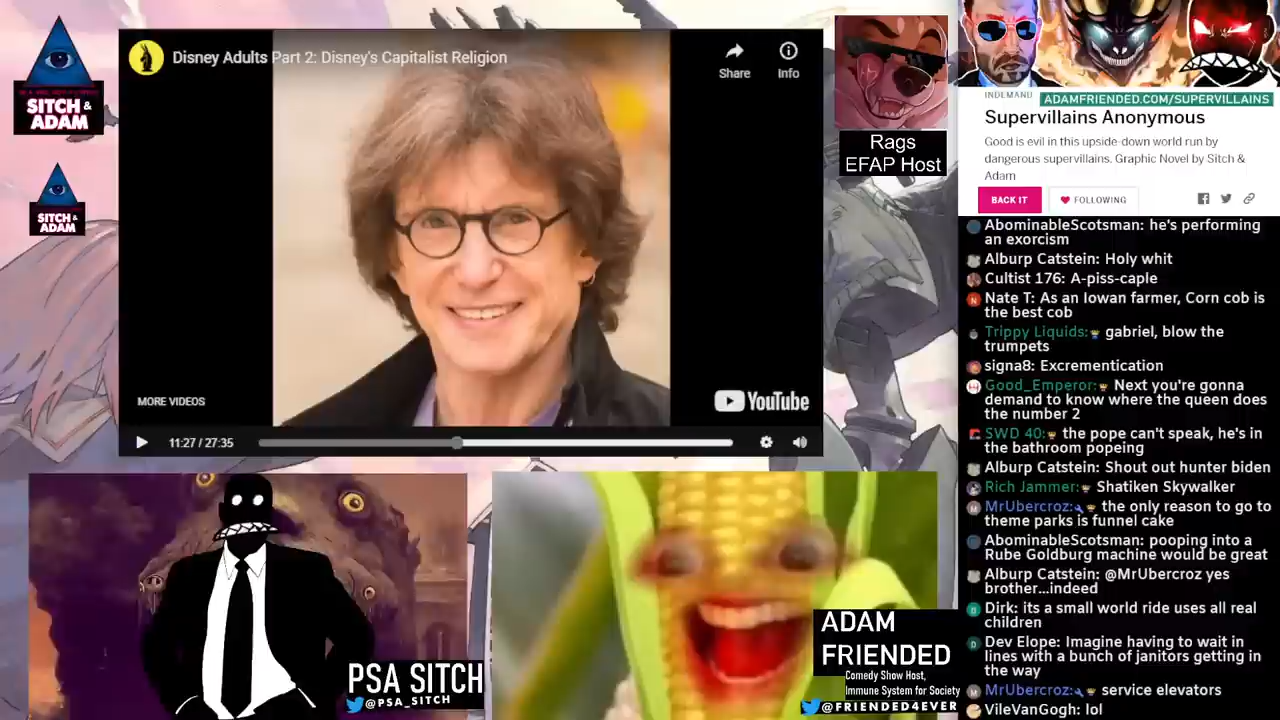 SITCH &
ADAM
SITCH &
ADAM
Disney Adults Part 2: Disney's Capitalist Religion
Share
Info
MORE VIDEOS
YouTube
11:27 / 27:35
Rags
EFAP Host
PSA SITCH
@PSA_SITCH
ADAM
FRIENDED
Comedy Show Host,
Immune System for Society
@FRIENDED4EVER
INDEMAND
ADAMFRIENDED.COM/SUPERVILLAINS
Supervillains Anonymous
Good is evil in this upside-down world run by
dangerous supervillains. Graphic Novel by Sitch &
Adam
BACK IT
FOLLOWING
AbominableScotsman: he's performing
an exorcism
Alburp Catstein: Holy whit
Cultist 176: A-piss-caple
Nate T: As an Iowan farmer, Corn cob is
the best cob
Trippy Liquids: gabriel, blow the
trumpets
signa8: Excrementication
Good_Emperor: Next you're gonna
demand to know where the queen does
the number 2
SWD 40: the pope can't speak, he's in
the bathroom popeing
Alburp Catstein: Shout out hunter biden
Rich Jammer: Shatiken Skywalker
MrUbercroz: the only reason to go to
theme parks is funnel cake
AbominableScotsman: pooping into a
Rube Goldburg machine would be great
Alburp Catstein: @MrUbercroz yes
brother...indeed
Dirk: its a small world ride uses all real
children
Dev Elope: Imagine having to wait in
lines with a bunch of janitors getting in
the way
MrUbercroz: service elevators
VileVanGogh: lol